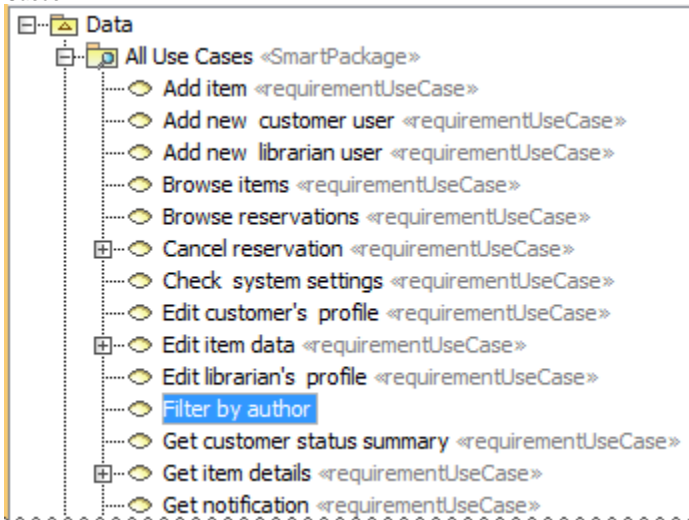 Data
All Use Cases «SmartPackage»
Add item «requirementUseCase»
Add new  customer user «requirementUseCase»
Add new  librarian user «requirementUseCase»
Browse items «requirementUseCase»
Browse reservations «requirementUseCase»
Cancel reservation «requirementUseCase»
Check  system settings «requirementUseCase»
Edit customer's  profile «requirementUseCase»
Edit item data «requirementUseCase»
Edit librarian's  profile «requirementUseCase»
Filter by author
Get customer status summary «requirementUseCase»
Get item details «requirementUseCase»
Get notification «requirementUseCase»